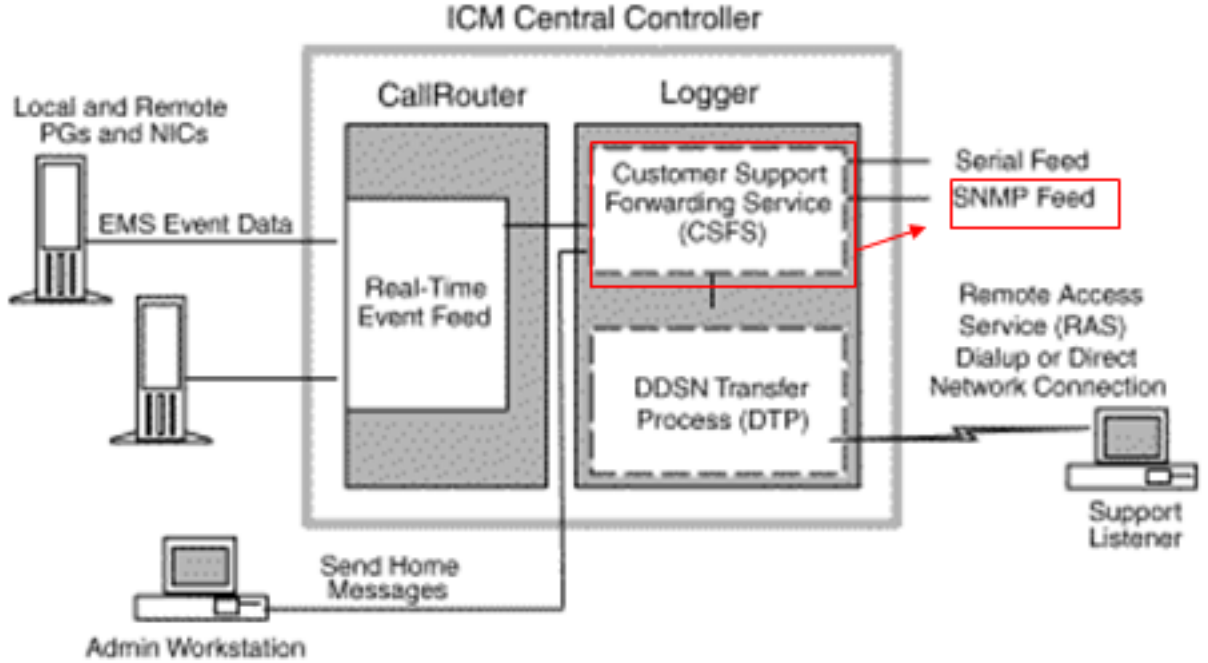 ICM Central Controller
CallRouter
Logger
Local and Remote
PGs and NICs
EMS Event Data
Real-Time
Event Feed
Customer Support
Forwarding Service
(CSFS)
Serial Feed
SNMP Feed
DDSN Transfer
Process (DTP)
Remote Access
Service (RAS)
Dialup or Direct
Network Connection
Support
Listener
Send Home
Messages
Admin Workstation